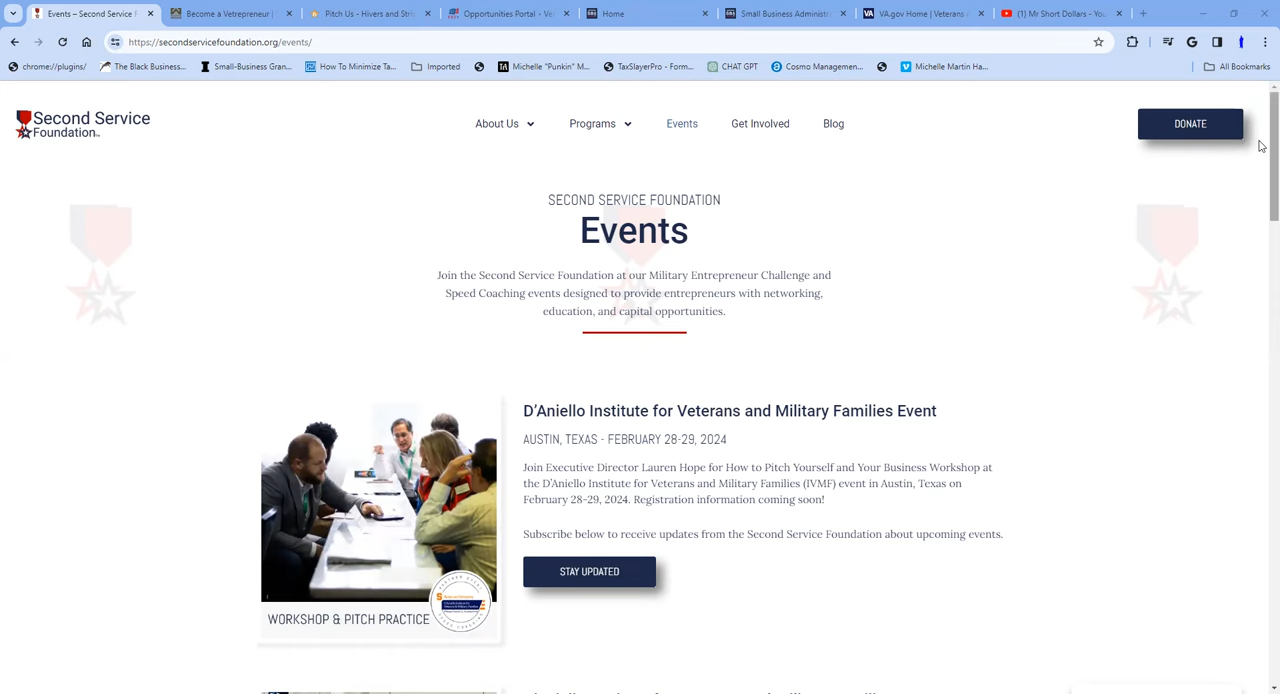 Events – Second Service F
Become a Vetrepreneur |
Pitch Us - Hivers and Stri
Opportunities Portal - Ve
Home
Small Business Administr
VA.gov Home | Veterans A
(1) Mr Short Dollars - You
https://secondservicefoundation.org/events/
chrome://plugins/
The Black Business...
Small-Business Gran...
How To Minimize Ta...
Imported
Michelle "Punkin" M...
TaxSlayerPro - Form...
CHAT GPT
Cosmo Managemen...
Michelle Martin Ha...
All Bookmarks
Second Service
Foundation
About Us
Programs
Events
Get Involved
Blog
DONATE
SECOND SERVICE FOUNDATION
Events
Join the Second Service Foundation at our Military Entrepreneur Challenge and
Speed Coaching events designed to provide entrepreneurs with networking,
education, and capital opportunities.
D'Aniello Institute for Veterans and Military Families Event
AUSTIN, TEXAS - FEBRUARY 28-29, 2024
Join Executive Director Lauren Hope for How to Pitch Yourself and Your Business Workshop at
the D'Aniello Institute for Veterans and Military Families (IVMF) event in Austin, Texas on
February 28-29, 2024. Registration information coming soon!
Subscribe below to receive updates from the Second Service Foundation about upcoming events.
STAY UPDATED
WORKSHOP & PITCH PRACTICE